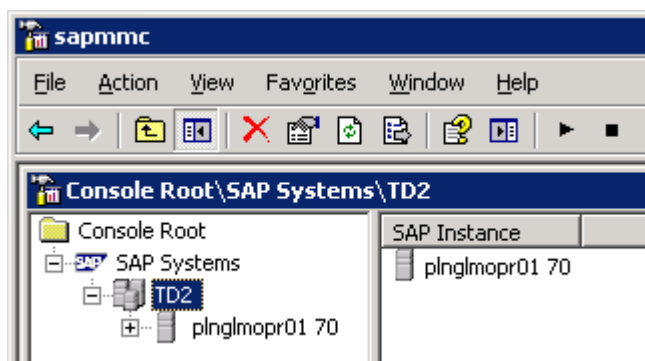 sapmmc
File Action View Favorites Window Help
Console Root\SAP Systems\TD2
Console Root
SAP Instance
SAP SAP Systems
plnglmopr01 70
TD2
plnglmopr01 70